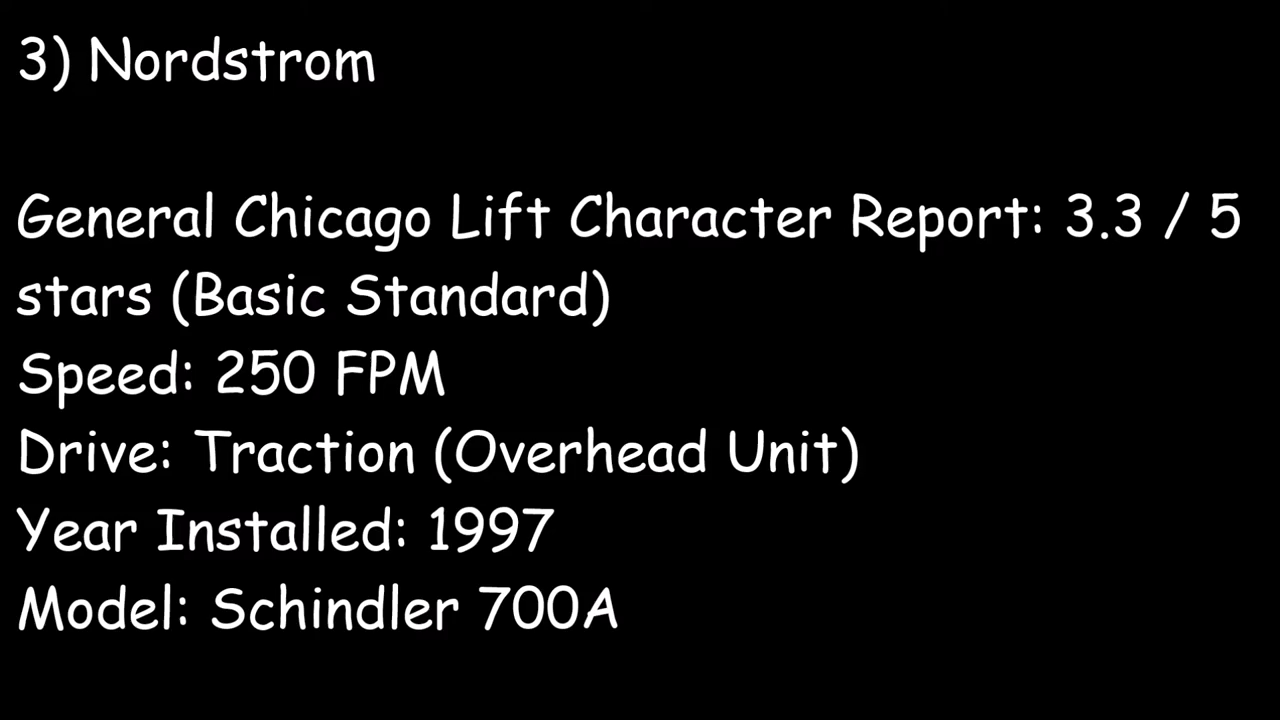 3) Nordstrom
General Chicago Lift Character Report: 3.3 / 5
stars (Basic Standard)
Speed: 250 FPM
Drive: Traction (Overhead Unit)
Year Installed: 1997
Model: Schindler 700A